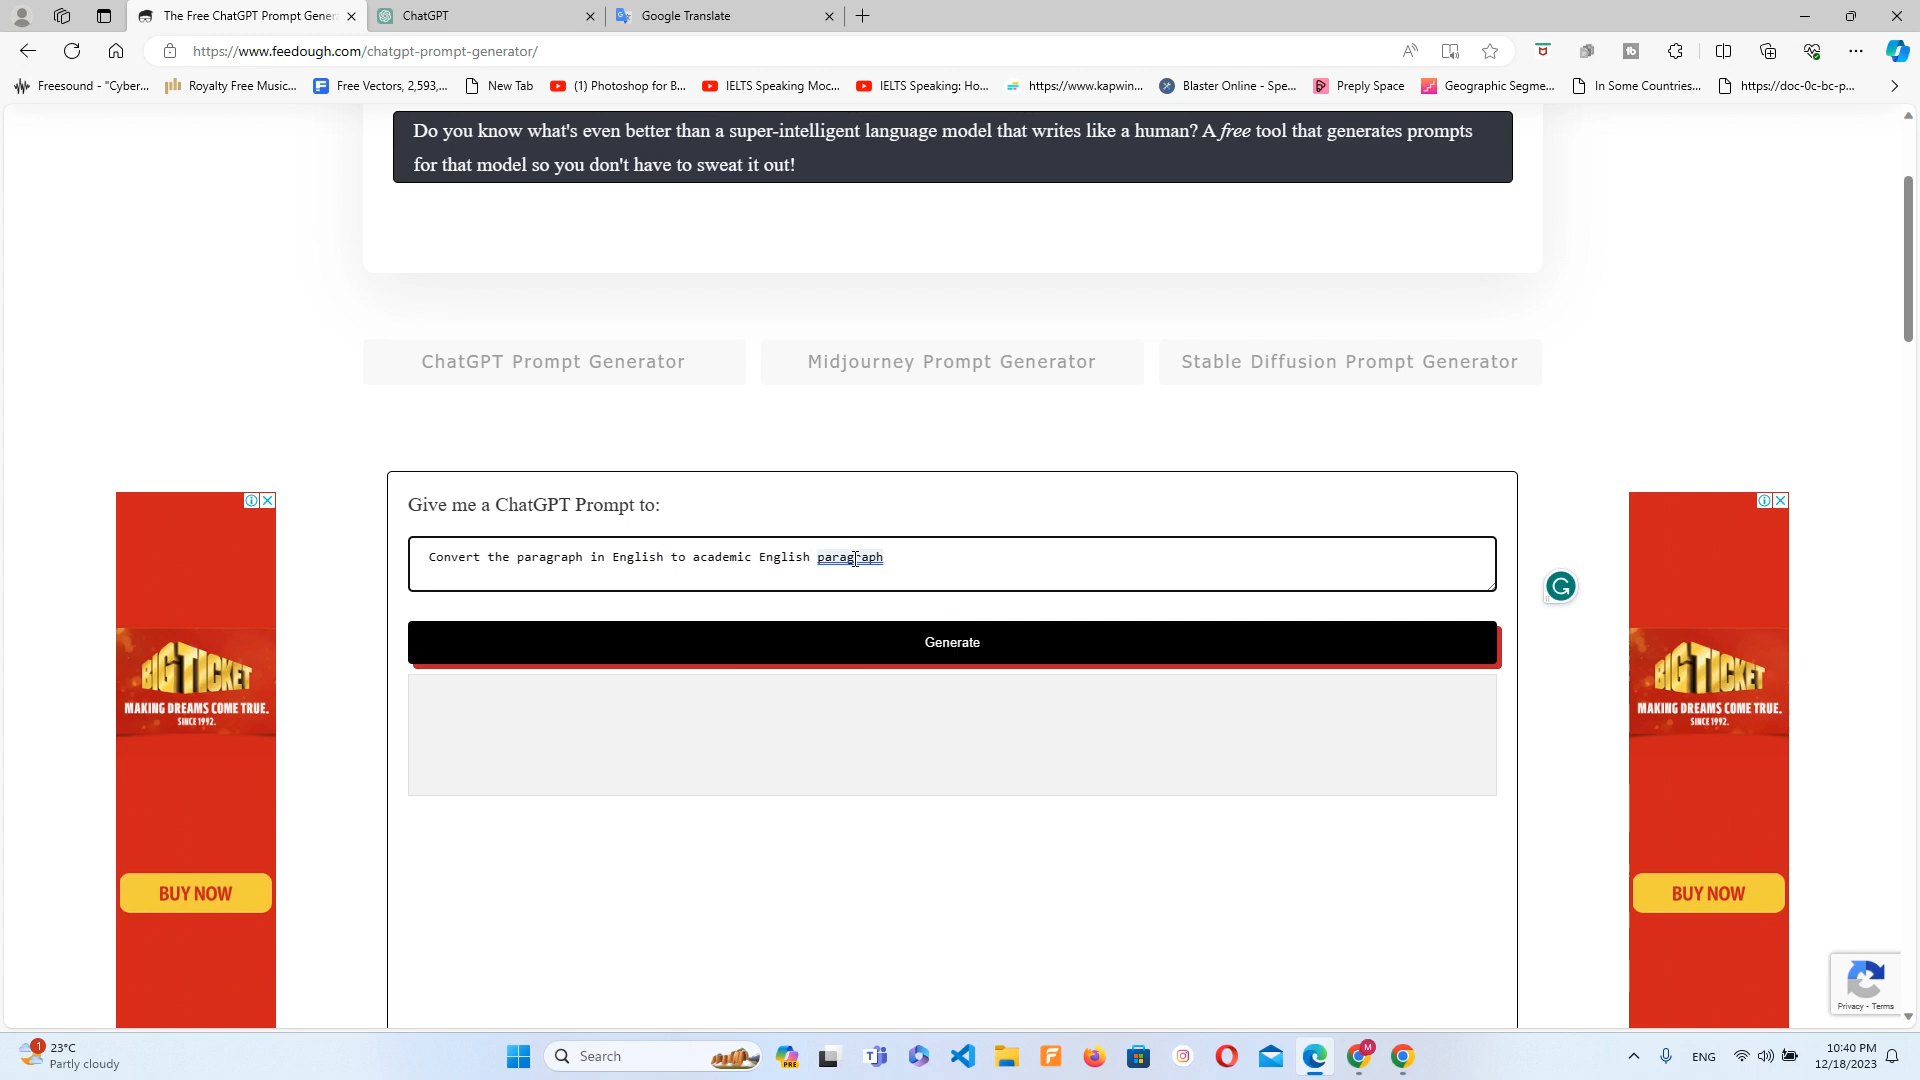 The Free ChatGPT Prompt Gener
ChatGPT
Google Translate
https://www.feedough.com/chatgpt-prompt-generator/
Freesound - "Cyber...
Royalty Free Music...
Free Vectors, 2,593,...
New Tab
(1) Photoshop for B...
IELTS Speaking Moc...
IELTS Speaking: Ho...
https://www.kapwin...
Blaster Online - Spe...
Preply Space
Geographic Segme...
In Some Countries...
https://doc-0c-bc-p...
Do you know what's even better than a super-intelligent language model that writes like a human? A free tool that generates prompts
for that model so you don't have to sweat it out!
ChatGPT Prompt Generator
Midjourney Prompt Generator
Stable Diffusion Prompt Generator
Give me a ChatGPT Prompt to:
Convert the paragraph in English to academic English paragraph
Generate
BIG TICKET
MAKING DREAMS COME TRUE.
SINCE 1992.
BUY NOW
BIG TICKET
MAKING DREAMS COME TRUE.
SINCE 1992.
BUY NOW
Privacy - Terms
1
23°C
Partly cloudy
Search
PRE
M
ENG
10:40 PM
12/18/2023